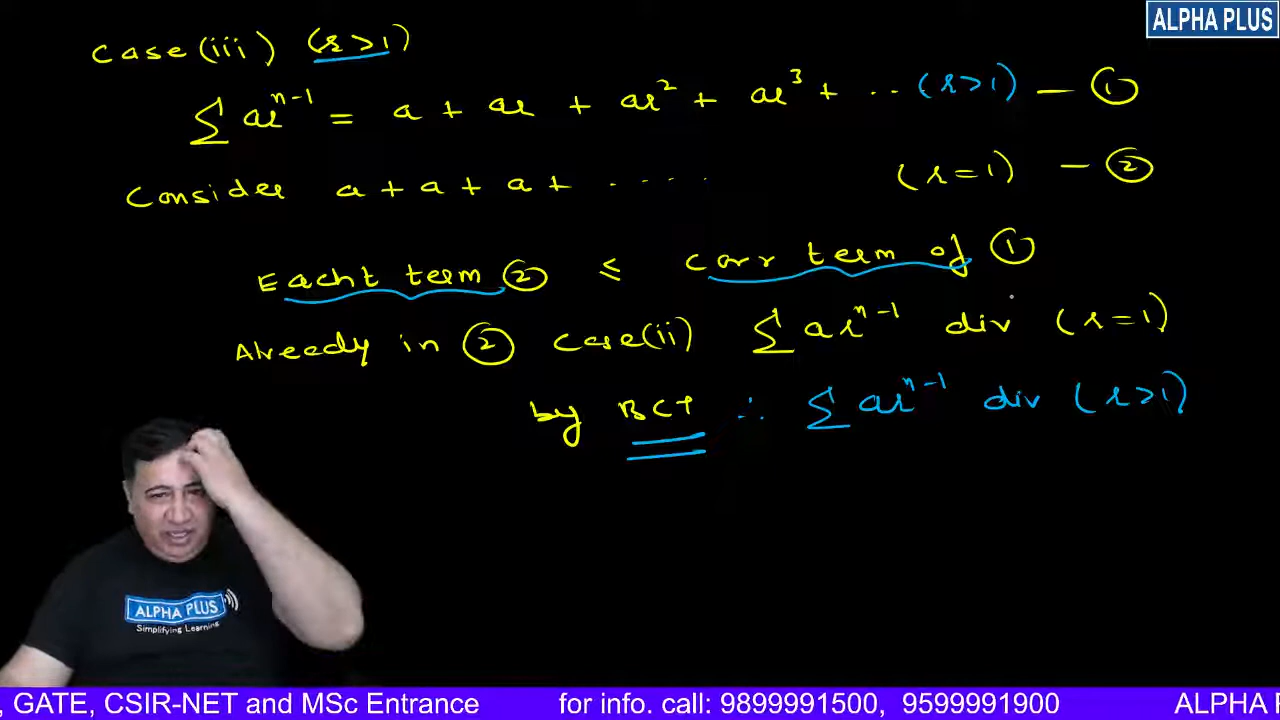 ALPHA PLUS
Case (iii) (r>1)
∑ ar^{n-1} = a + ar + ar^2 + ar^3 + .. (r>1) — ①
Consider a + a + a + ..... (r=1) — ②
Eacht term ② ≤ corr term of ①
Already in ② case(ii) ∑ ar^{n-1} div (r=1)
by BCT ∴ ∑ ar^{n-1} div (r>1)
ALPHA PLUS
Simplifying Learning
, GATE, CSIR-NET and MSc Entrance for info. call: 9899991500, 9599991900 ALPHA P